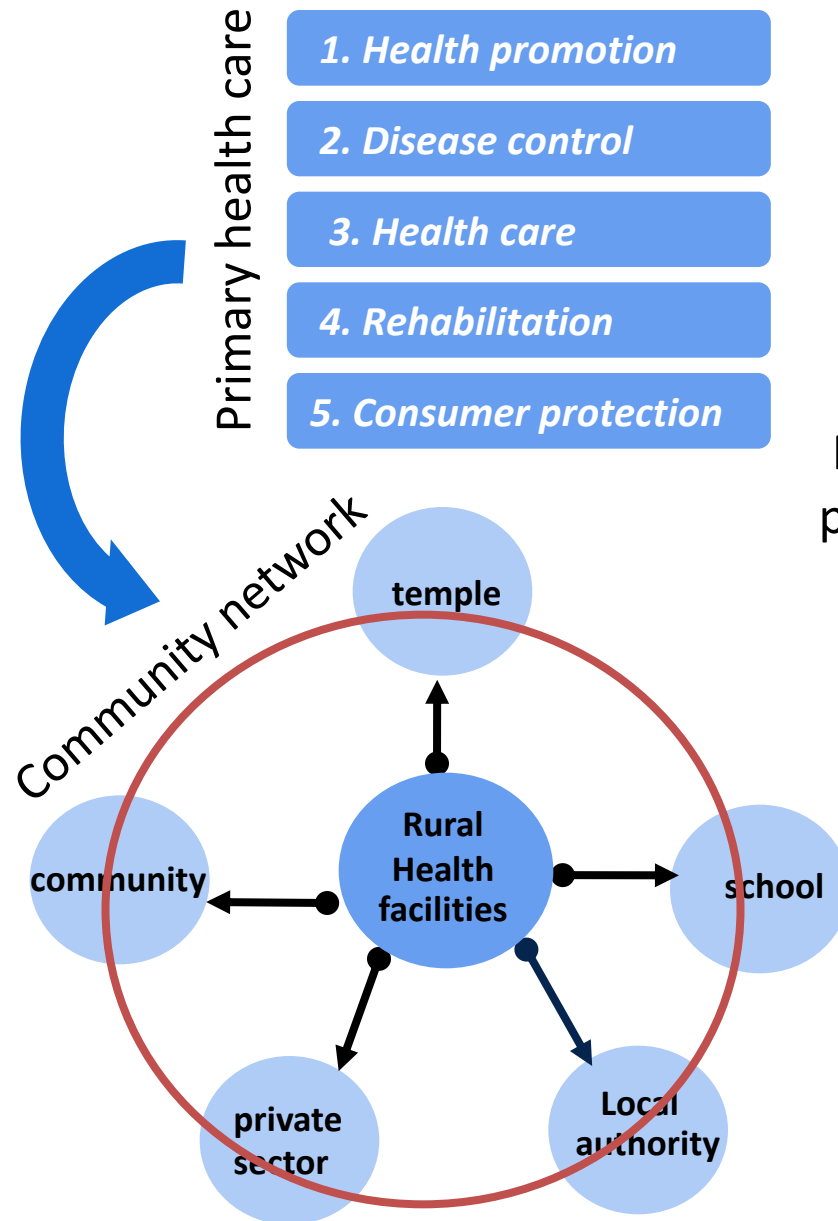 Primary health care
1. Health promotion
2. Disease control
3. Health care
4. Rehabilitation
5. Consumer protection
Community network
temple
Rural
Health
facilities
community
school
private
sector
Local
authority